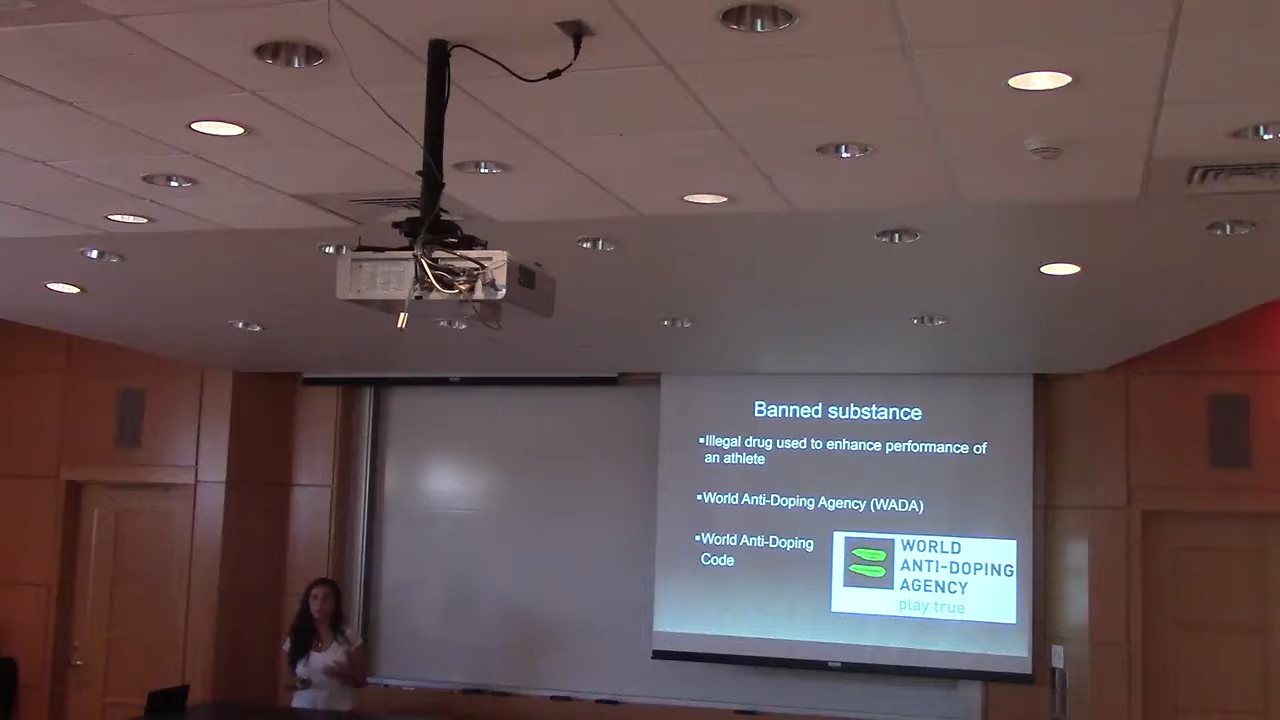 Banned substance
▪Illegal drug used to enhance performance of
an athlete
▪World Anti-Doping Agency (WADA)
▪World Anti-Doping
Code
WORLD
ANTI-DOPING
AGENCY
play true